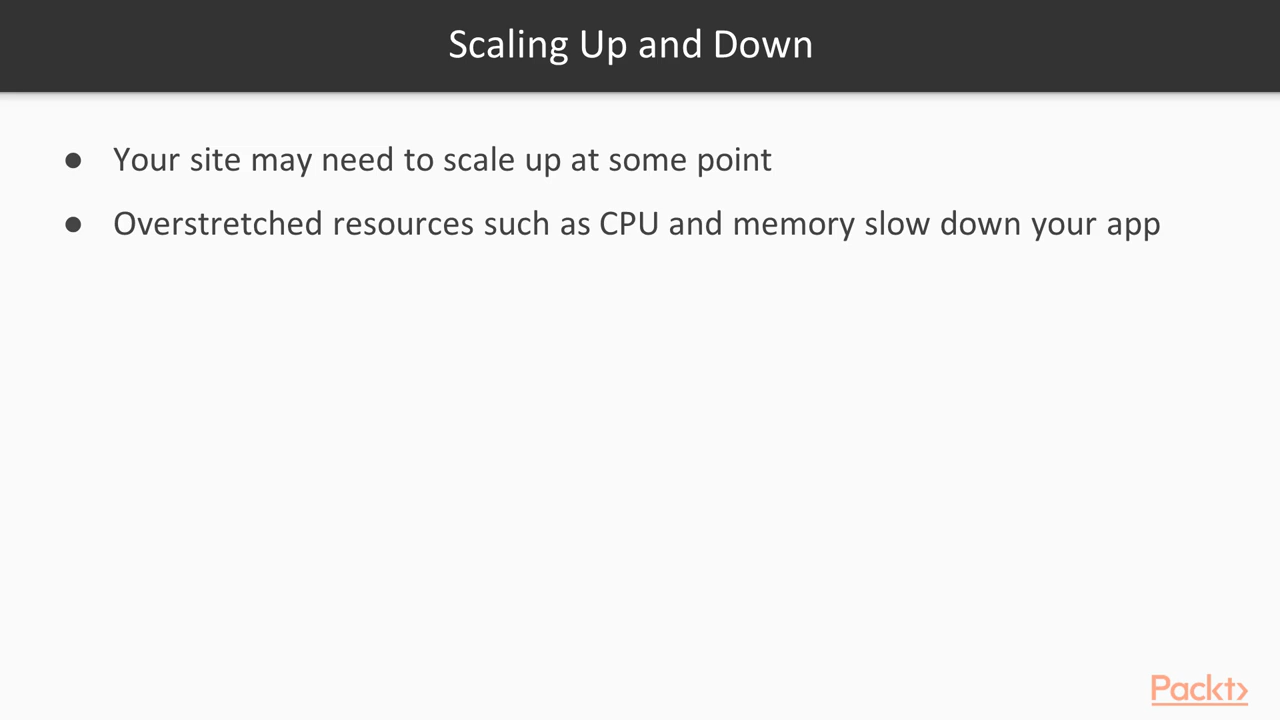 Scaling Up and Down
● Your site may need to scale up at some point
● Overstretched resources such as CPU and memory slow down your app
Packt›